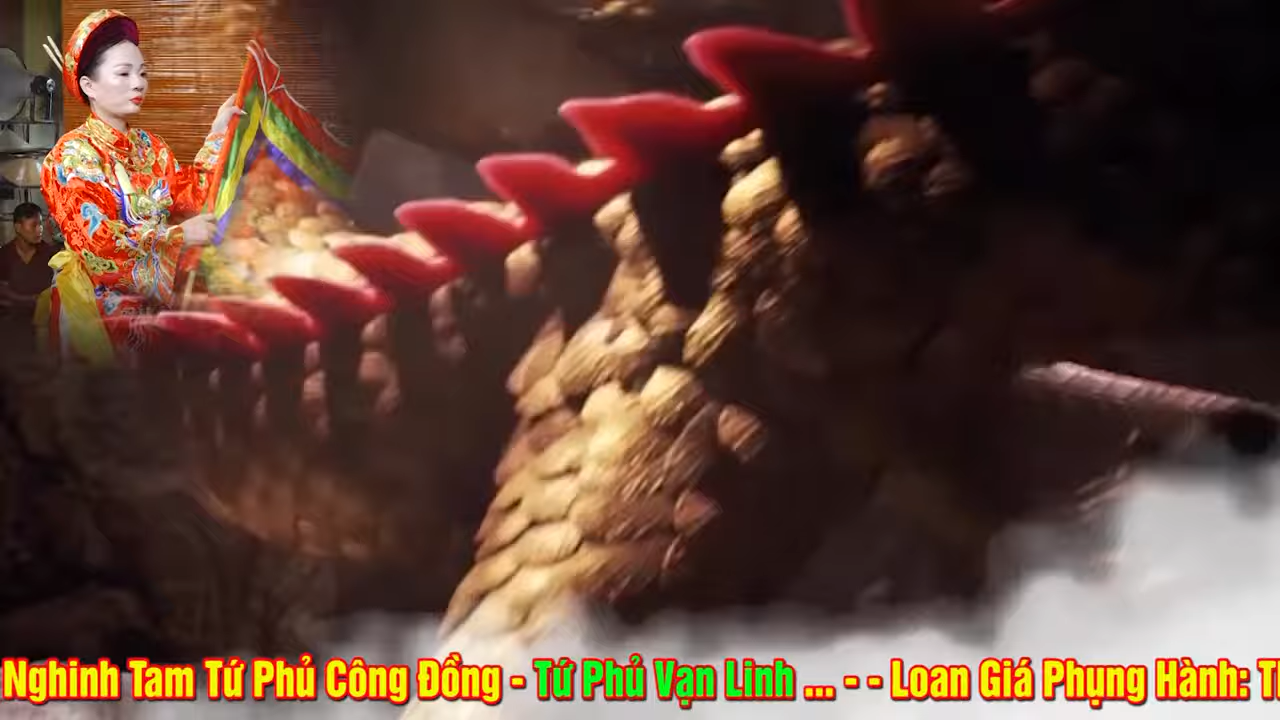 Nghinh Tam Tứ Phủ Công Đồng - Tứ Phủ Vạn Linh ... - - Loan Giá Phụng Hành: